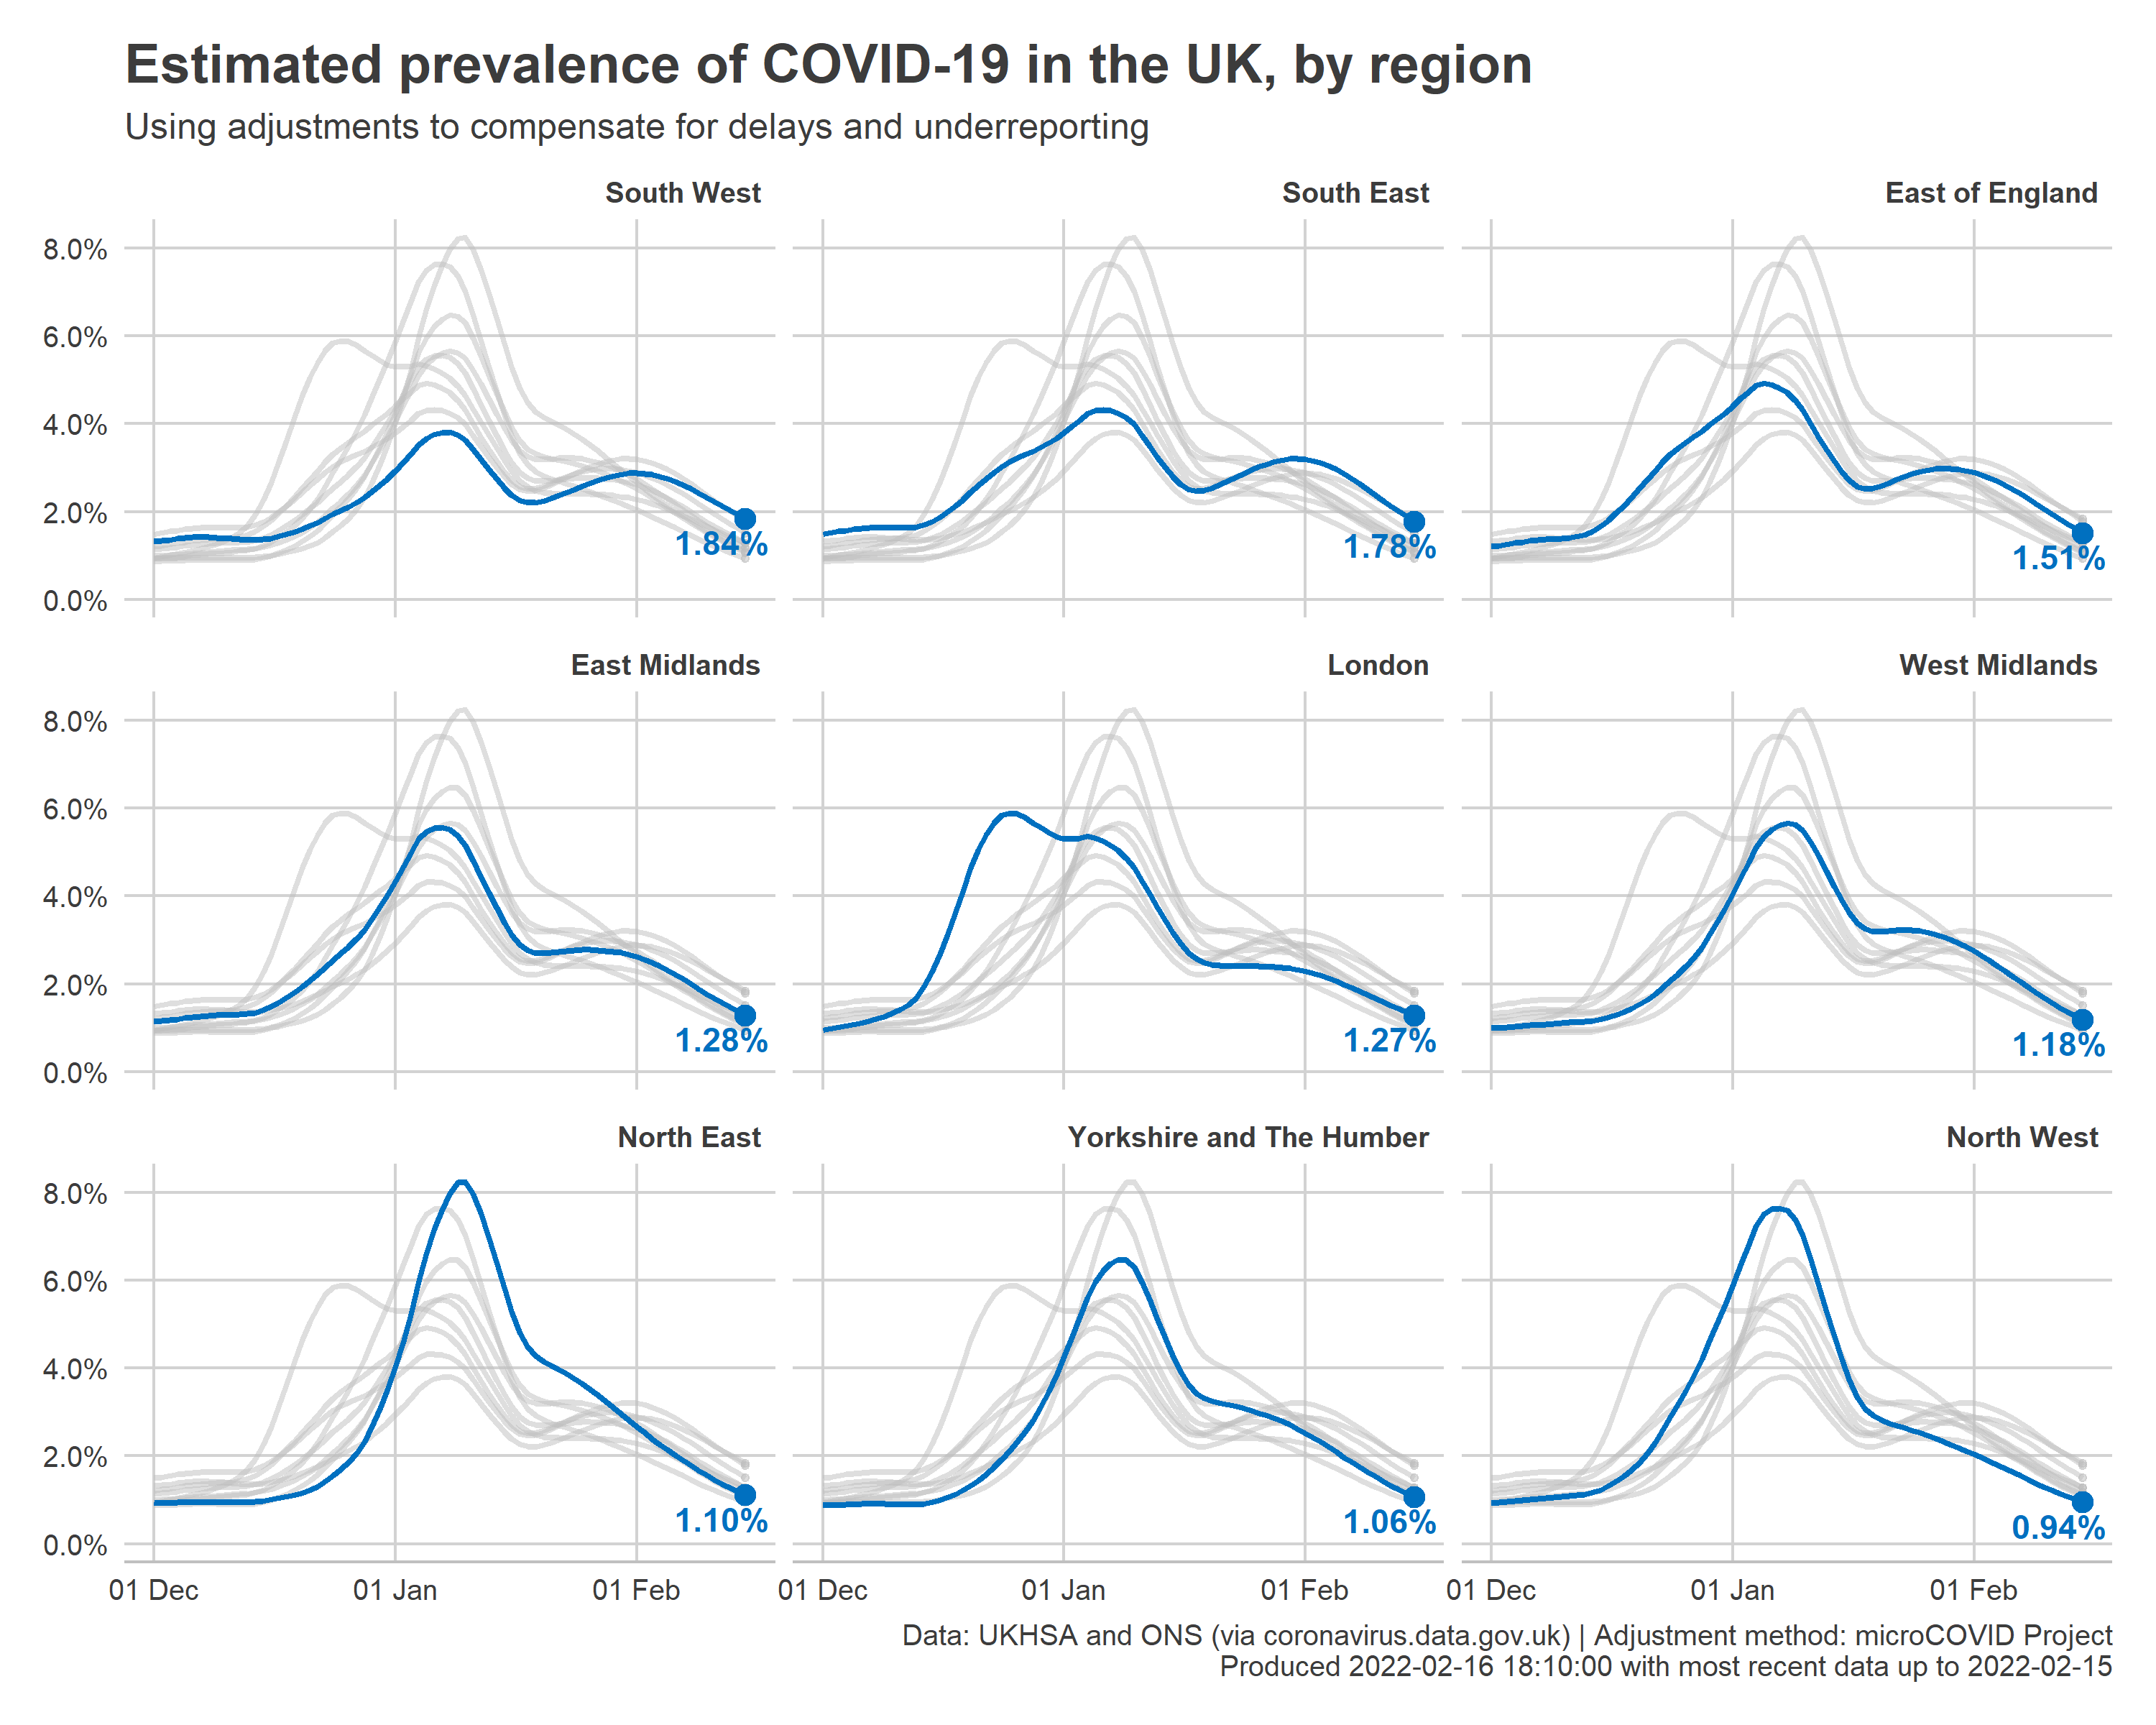 Estimated prevalence of COVID-19 in the UK, by region
Using adjustments to compensate for delays and underreporting
South West
South East
East of England
8.0%
6.0%
4.0%
2.0%
0.0%
1.84%
1.78%
1.51%
East Midlands
London
West Midlands
8.0%
6.0%
4.0%
2.0%
0.0%
1.28%
1.27%
1.18%
North East
Yorkshire and The Humber
North West
8.0%
6.0%
4.0%
2.0%
0.0%
1.10%
1.06%
0.94%
01 Dec
01 Jan
01 Feb
01 Dec
01 Jan
01 Feb
01 Dec
01 Jan
01 Feb
Data: UKHSA and ONS (via coronavirus.data.gov.uk) | Adjustment method: microCOVID Project
Produced 2022-02-16 18:10:00 with most recent data up to 2022-02-15